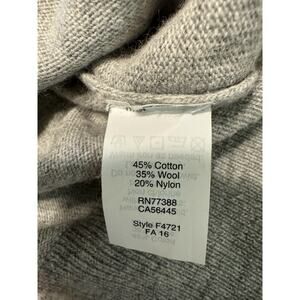 45% Cotton
35% Wool
20% Nylon
RN77388
CA56445
Style F4721
FA 16